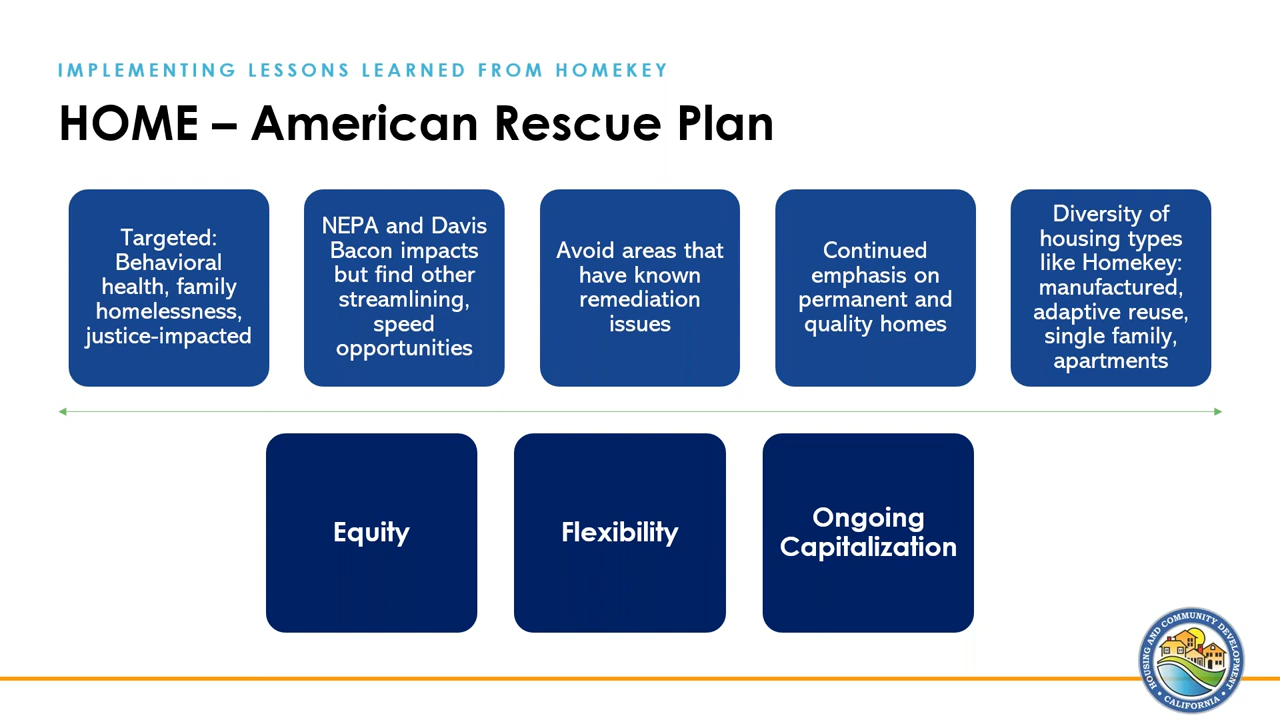 IMPLEMENTING LESSONS LEARNED FROM HOMEKEY
HOME – American Rescue Plan
Targeted:
Behavioral
health, family
homelessness,
justice-impacted
NEPA and Davis
Bacon impacts
but find other
streamlining,
speed
opportunities
Avoid areas that
have known
remediation
issues
Continued
emphasis on
permanent and
quality homes
Diversity of
housing types
like Homekey:
manufactured,
adaptive reuse,
single family,
apartments
Equity
Flexibility
Ongoing
Capitalization
HOUSING AND COMMUNITY DEVELOPMENT
CALIFORNIA